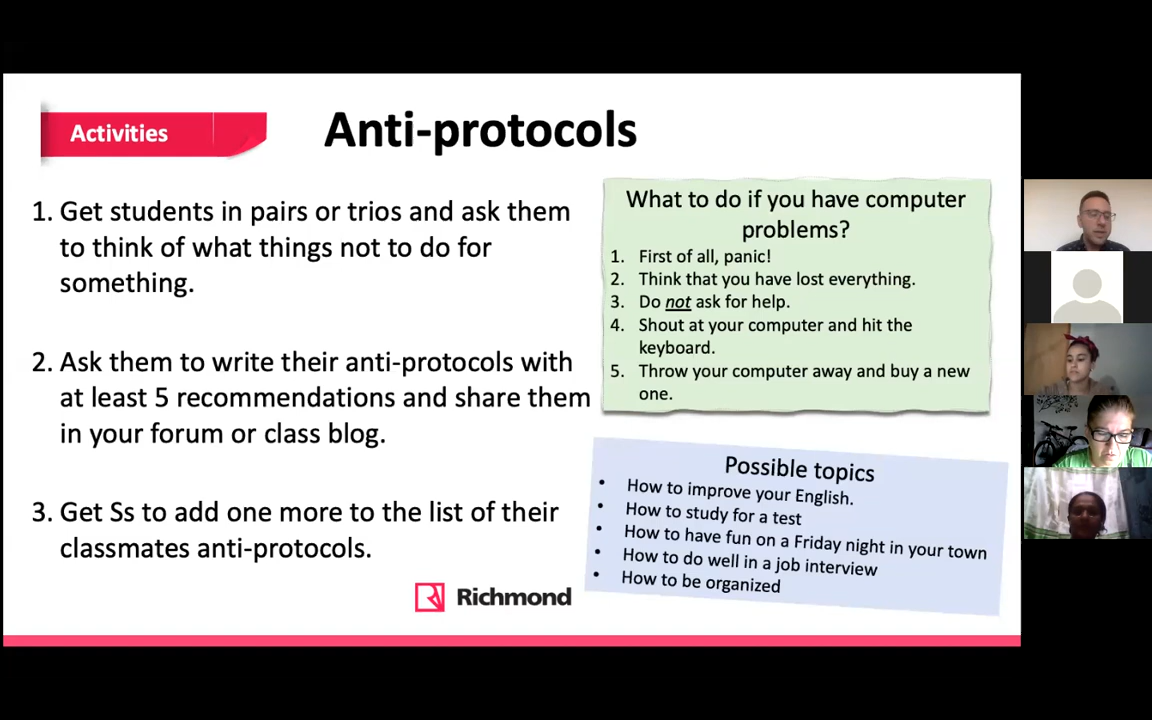 Activities
Anti-protocols
1. Get students in pairs or trios and ask them
to think of what things not to do for
something.
2. Ask them to write their anti-protocols with
at least 5 recommendations and share them
in your forum or class blog.
3. Get Ss to add one more to the list of their
classmates anti-protocols.
What to do if you have computer
problems?
1. First of all, panic!
2. Think that you have lost everything.
3. Do not ask for help.
4. Shout at your computer and hit the
keyboard.
5. Throw your computer away and buy a new
one.
Possible topics
• How to improve your English.
• How to study for a test
• How to have fun on a Friday night in your town
• How to do well in a job interview
• How to be organized
Richmond